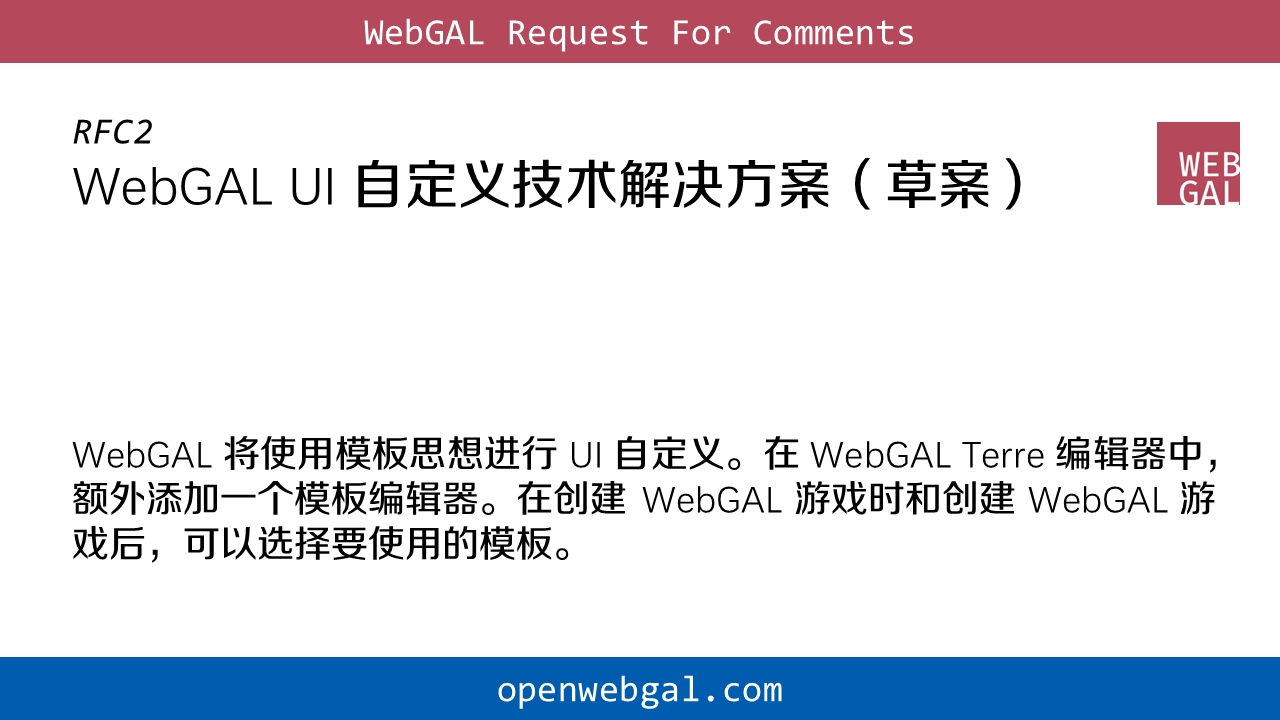 WebGAL Request For Comments
RFC2
WebGAL UI 自定义技术解决方案（草案）
WEB
GAL
WebGAL 将使用模板思想进行 UI 自定义。在 WebGAL Terre 编辑器中，
额外添加一个模板编辑器。在创建 WebGAL 游戏时和创建 WebGAL 游
戏后，可以选择要使用的模板。
openwebgal.com